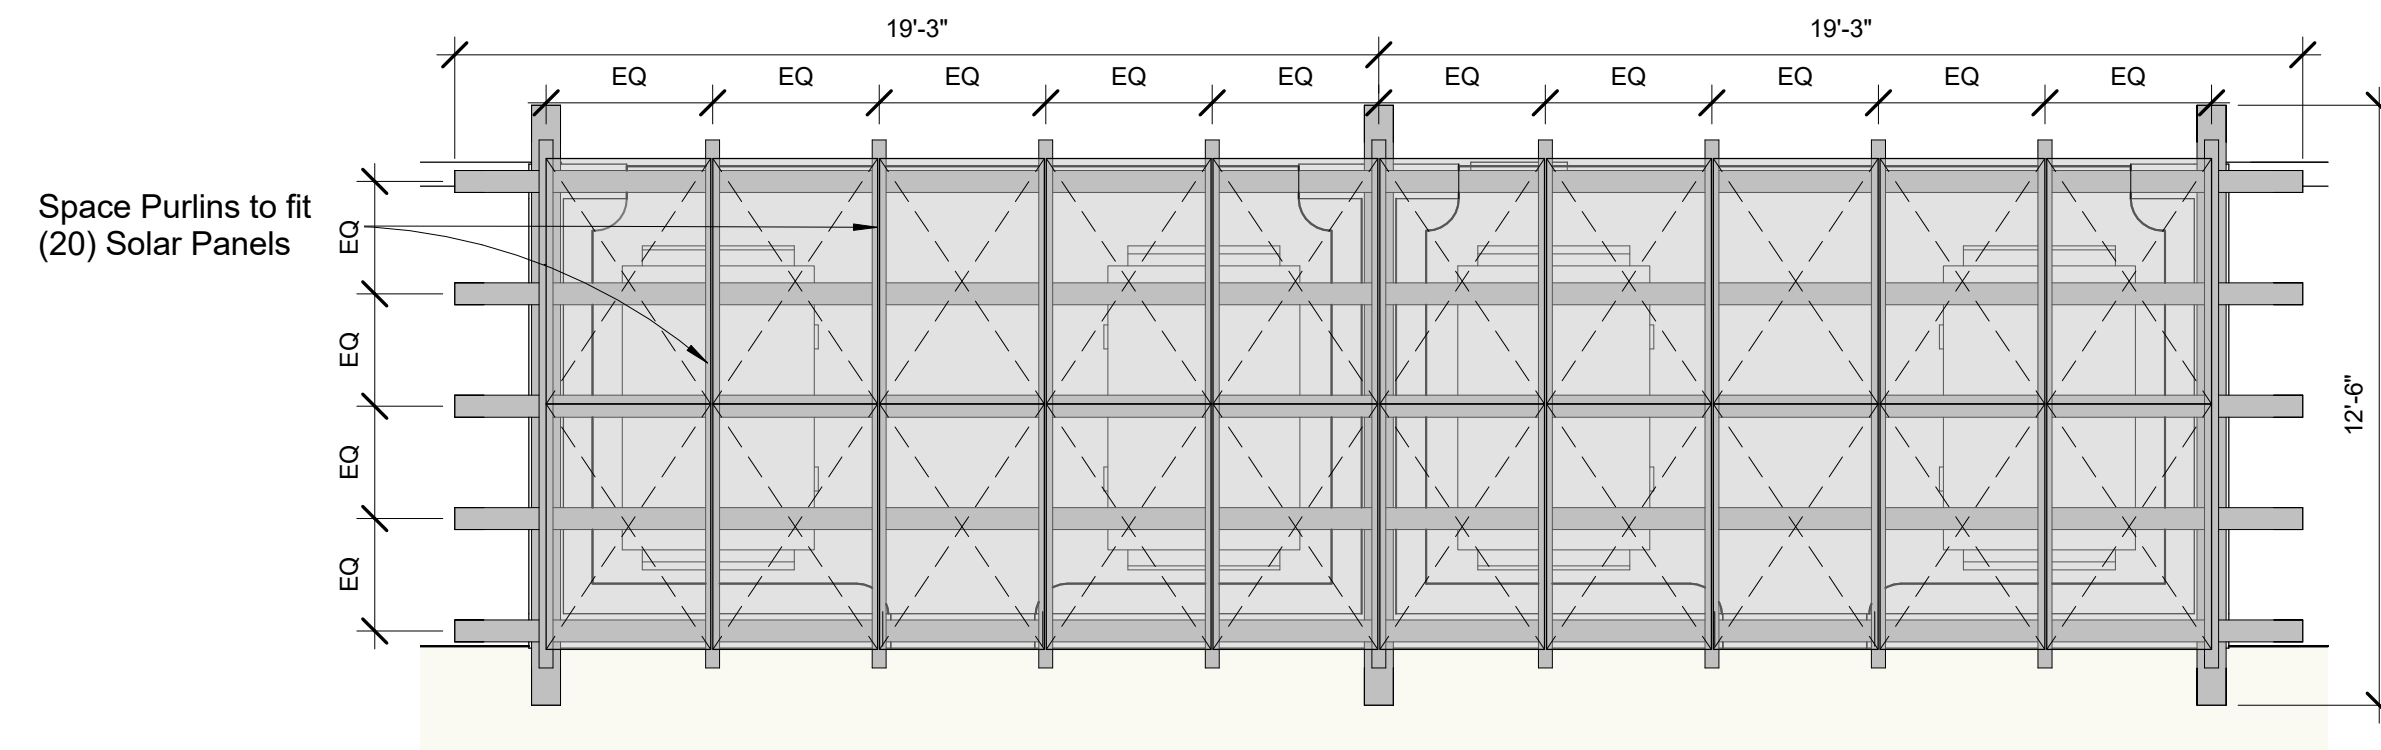 19'-3"
19'-3"
EQ EQ EQ EQ EQ EQ EQ EQ EQ EQ
Space Purlins to fit
(20) Solar Panels
EQ
EQ
EQ
EQ
12'-6"